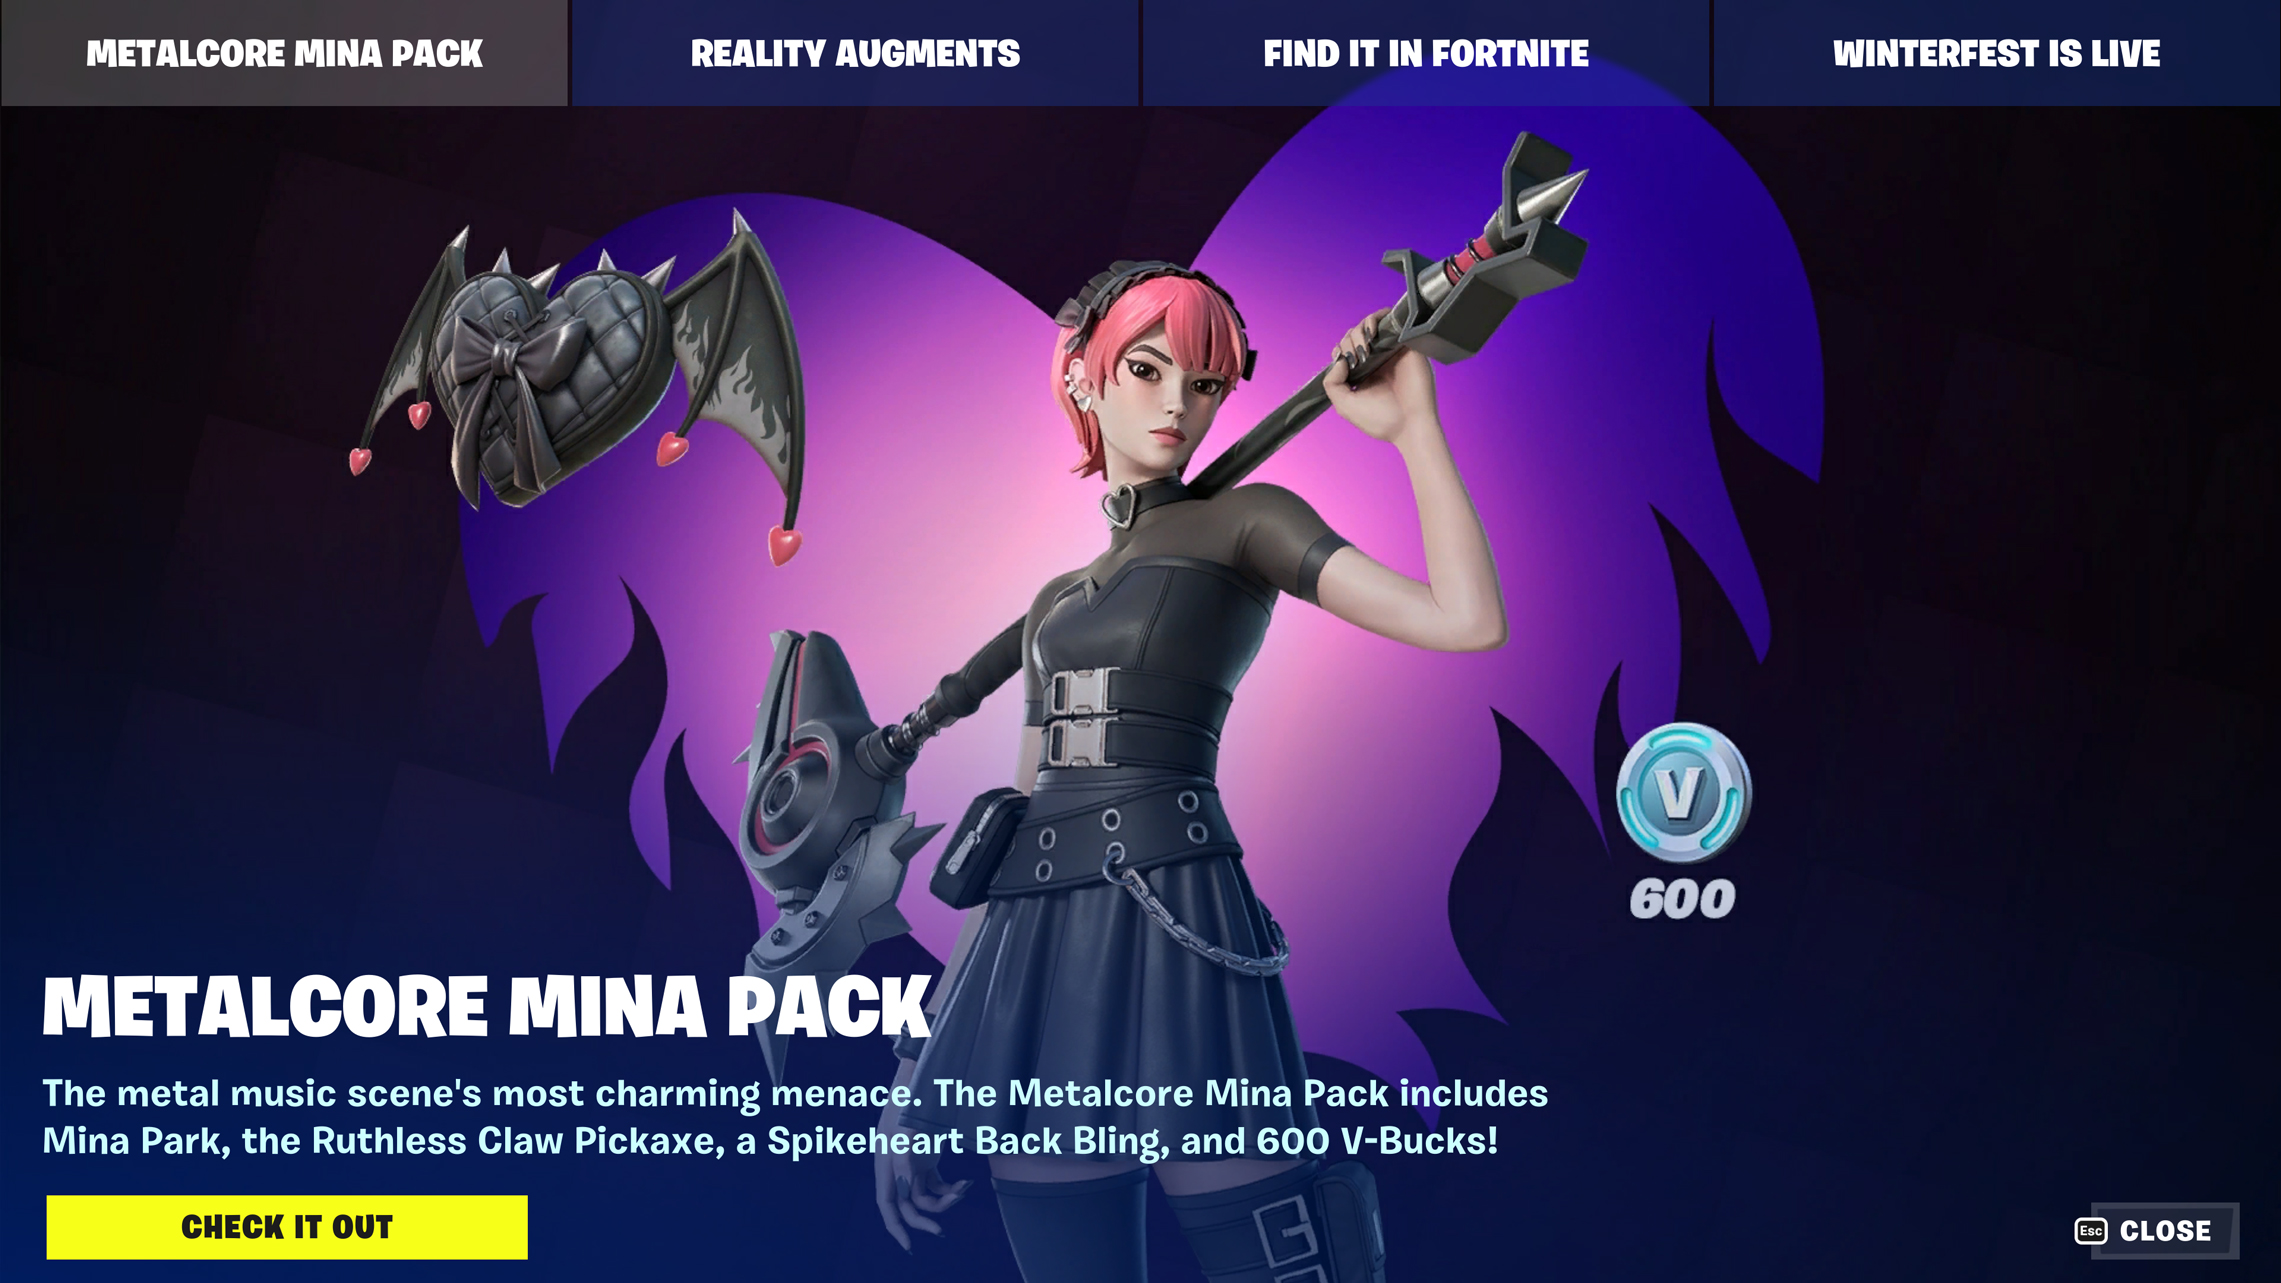 METALCORE MINA PACK
REALITY AUGMENTS
FIND IT IN FORTNITE
WINTERFEST IS LIVE
V
600
METALCORE MINA PACK
The metal music scene's most charming menace. The Metalcore Mina Pack includes
Mina Park, the Ruthless Claw Pickaxe, a Spikeheart Back Bling, and 600 V-Bucks!
CHECK IT OUT
Esc CLOSE